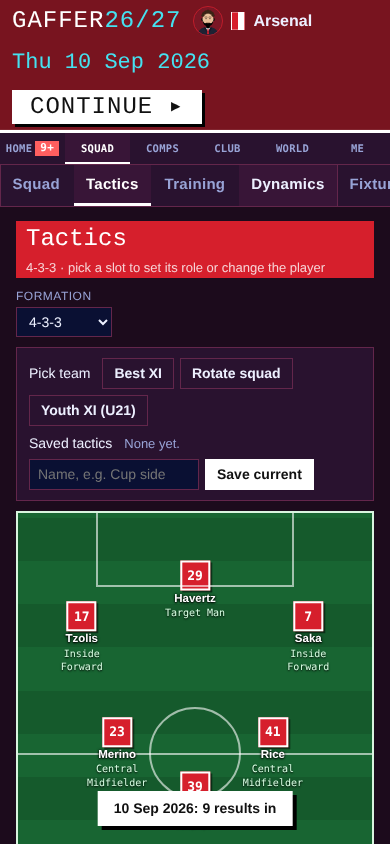 GAFFER26/27 Arsenal
Thu 10 Sep 2026
CONTINUE ▸
HOME 9+ SQUAD COMPS CLUB WORLD ME
Squad Tactics Training Dynamics Fixtu
Tactics
4-3-3 · pick a slot to set its role or change the player
FORMATION
4-3-3
Pick team Best XI Rotate squad
Youth XI (U21)
Saved tactics None yet.
Name, e.g. Cup side Save current
29
Havertz
Target Man
17
Tzolis
Inside
Forward
7
Saka
Inside
Forward
23
Merino
Central
Midfielder
41
Rice
Central
Midfielder
39
10 Sep 2026: 9 results in